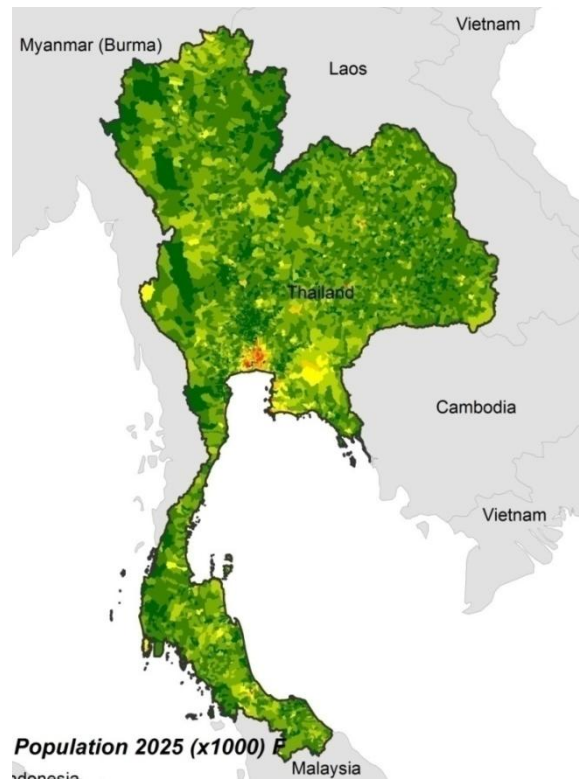 Vietnam
Myanmar (Burma)
Laos
Thailand
Cambodia
Vietnam
Population 2025 (x1000) F
Malaysia